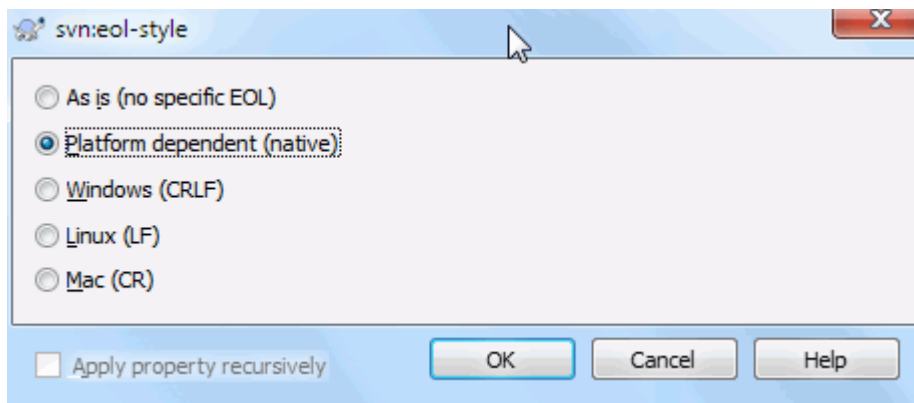 svn:eol-style
As is (no specific EOL)
Platform dependent (native)
Windows (CRLF)
Linux (LF)
Mac (CR)
Apply property recursively
OK
Cancel
Help